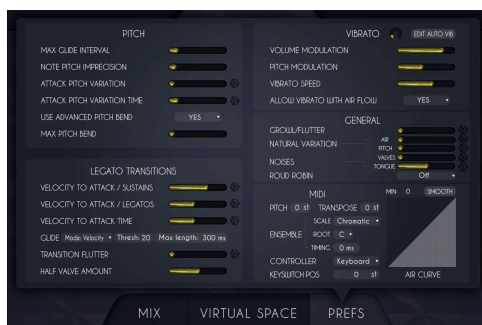 PITCH
MAX GLIDE INTERVAL
NOTE PITCH IMPRECISION
ATTACK PITCH VARIATION
ATTACK PITCH VARIATION TIME
USE ADVANCED PITCH BEND YES
MAX PITCH BEND
LEGATO TRANSITIONS
VELOCITY TO ATTACK / SUSTAINS
VELOCITY TO ATTACK / LEGATOS
VELOCITY TO ATTACK TIME
GLIDE Mode: Velocity Thresh: 20 Max length: 300 ms
TRANSITION FLUTTER
HALF VALVE AMOUNT
VIBRATO EXIT AUTO VIB
VOLUME MODULATION
PITCH MODULATION
VIBRATO SPEED
ALLOW VIBRATO WITH AIR FLOW YES
GENERAL
GROWL/FLUTTER
NATURAL VARIATION AIR
PITCH
NOISES VALVES
TONGUE
ROUD ROBIN Off
MIDI MIN 0 SMOOTH
PITCH 0 st TRANSPOSE 0 st
SCALE Chromatic
ENSEMBLE ROOT C
TIMING 0 ms
CONTROLLER Keyboard
KEYSWITCH POS 0 st AIR CURVE
MIX VIRTUAL SPACE PREFS